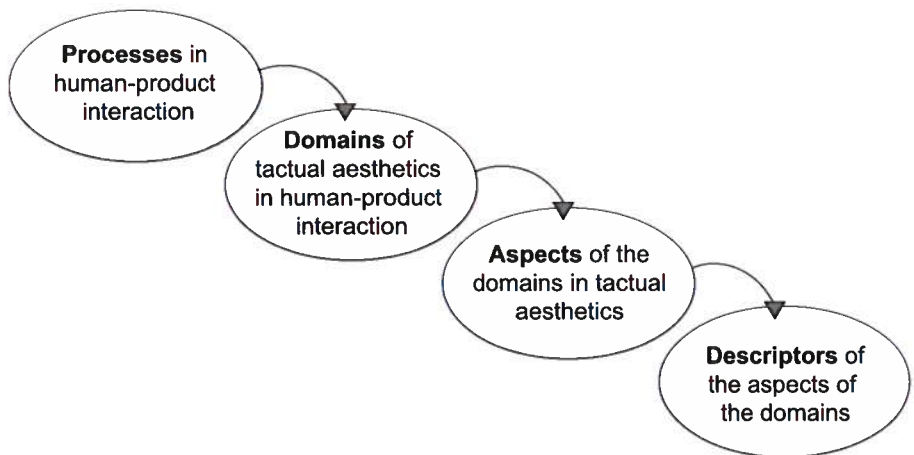 Processes in
human-product
interaction
Domains of
tactual aesthetics
in human-product
interaction
Aspects of the
domains in tactual
aesthetics
Descriptors of
the aspects of
the domains